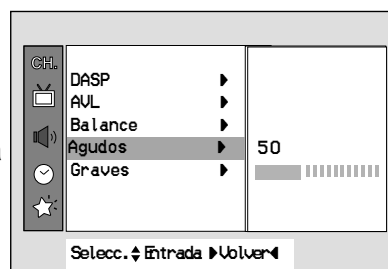 CH.
DASP
AVL
Balance
Agudos 50
Graves
Selecc. Entrada Volver